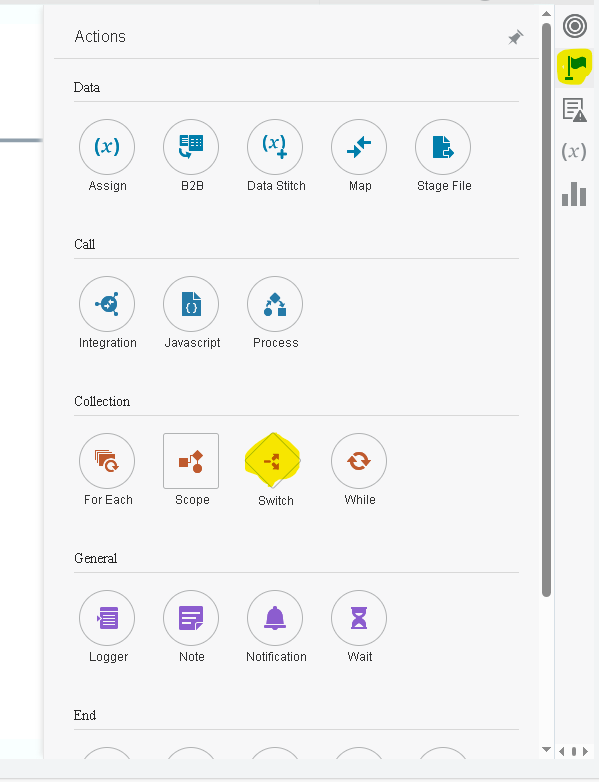 Actions
Data
(x) (x) 
Assign B2B Data Stitch Map Stage File
Call
{}
Integration Javascript Process
Collection
For Each Scope Switch While
General
Logger Note Notification Wait
End
(x)